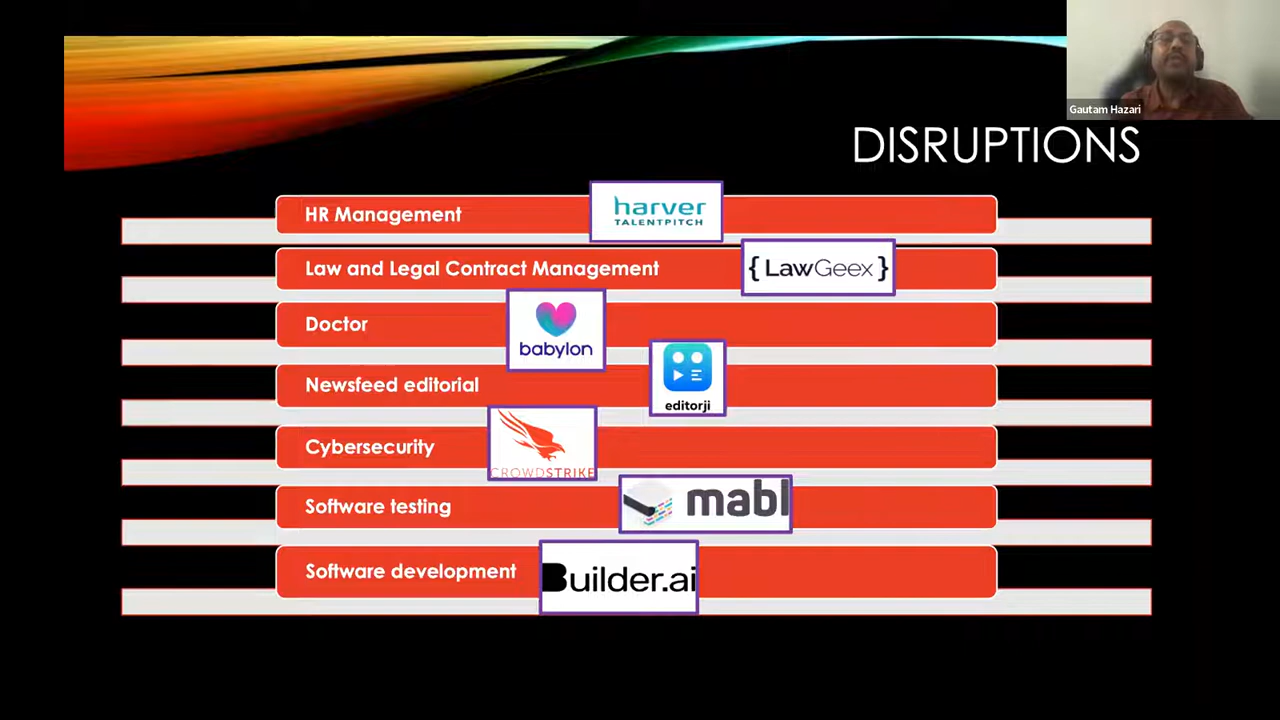 Gautam Hazari
DISRUPTIONS
HR Management
harver
TALENTPITCH
Law and Legal Contract Management
{LawGeex}
Doctor
babylon
Newsfeed editorial
editorji
Cybersecurity
CROWDSTRIKE
Software testing
mabl
Software development
Builder.ai